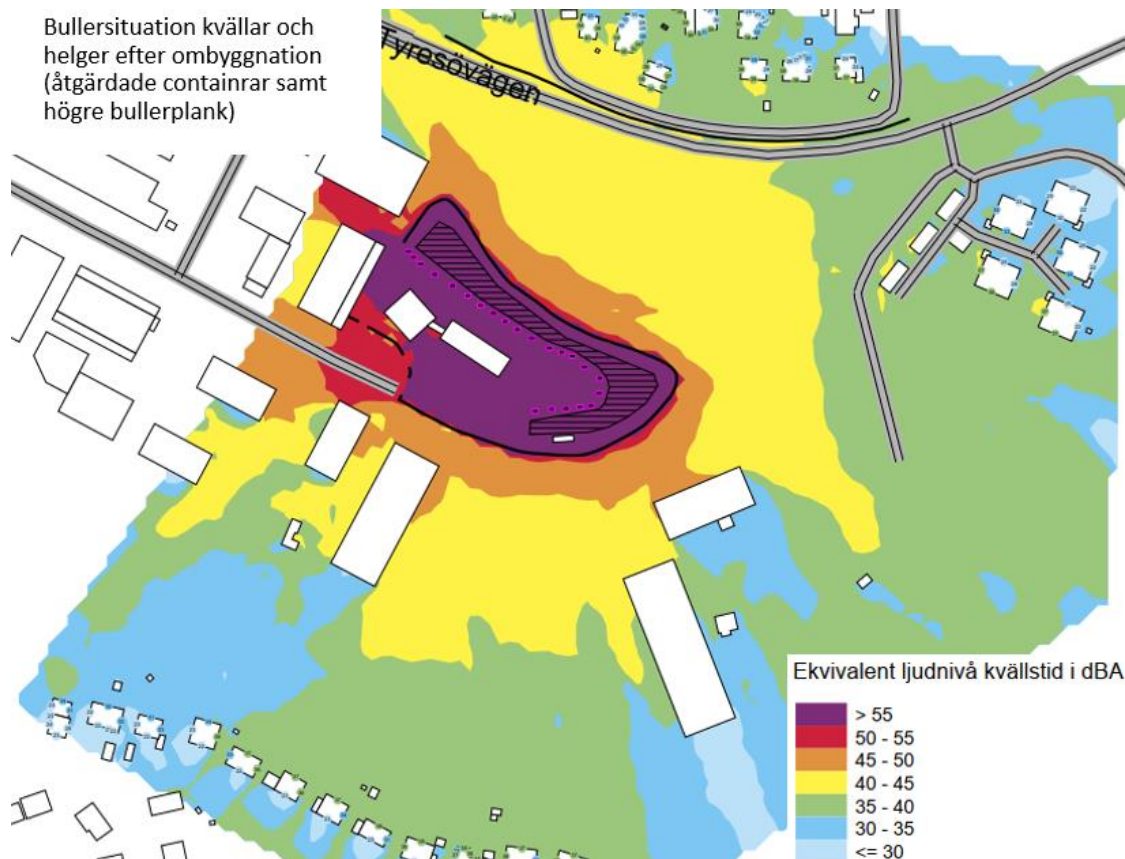 Bullersituation kvällar och
helger efter ombyggnation
(åtgärdade containrar samt
högre bullerplank)
Tyresövägen
Ekvivalent ljudnivå kvällstid i dBA
> 55
50 - 55
45 - 50
40 - 45
35 - 40
30 - 35
<= 30